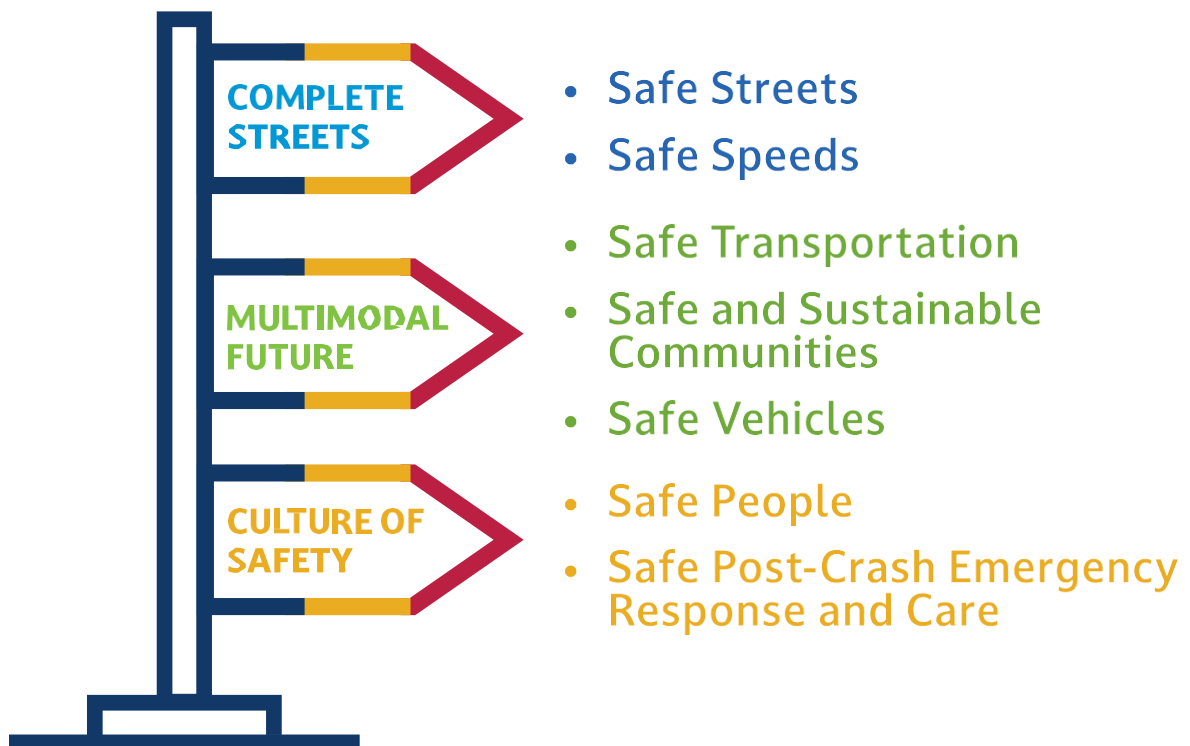 COMPLETE
STREETS
• Safe Streets
• Safe Speeds
MULTIMODAL
FUTURE
• Safe Transportation
• Safe and Sustainable
Communities
• Safe Vehicles
CULTURE OF
SAFETY
• Safe People
• Safe Post-Crash Emergency
Response and Care